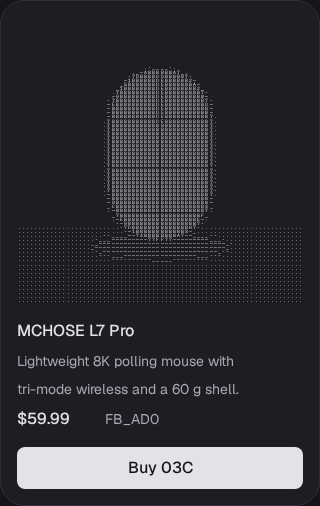 MCHOSE L7 Pro
Lightweight 8K polling mouse with
tri-mode wireless and a 60 g shell.
$59.99 FB_AD0
Buy 03C